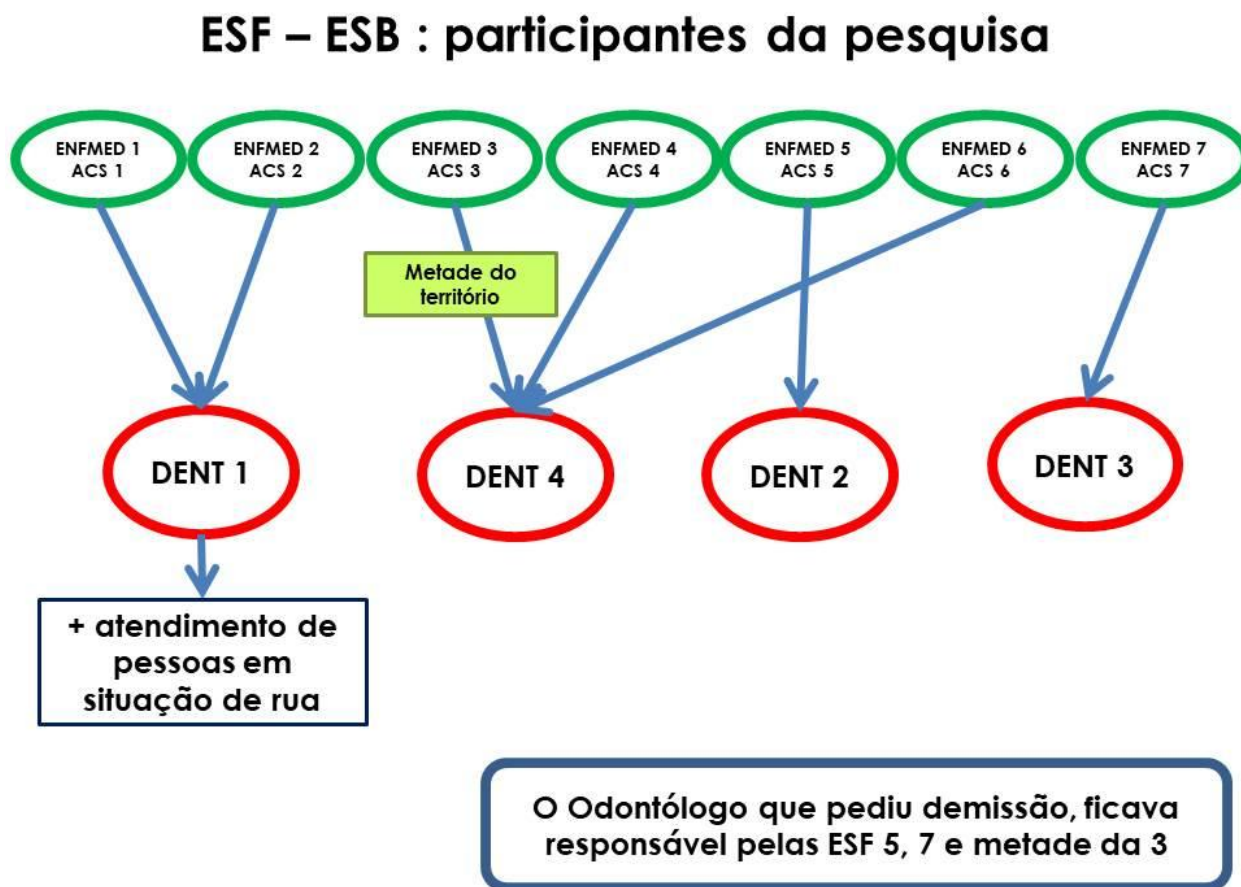 ESF – ESB : participantes da pesquisa
ENFMED 1
ACS 1
ENFMED 2
ACS 2
ENFMED 3
ACS 3
ENFMED 4
ACS 4
ENFMED 5
ACS 5
ENFMED 6
ACS 6
ENFMED 7
ACS 7
Metade do
território
DENT 1
DENT 4
DENT 2
DENT 3
+ atendimento de
pessoas em
situação de rua
O Odontólogo que pediu demissão, ficava
responsável pelas ESF 5, 7 e metade da 3